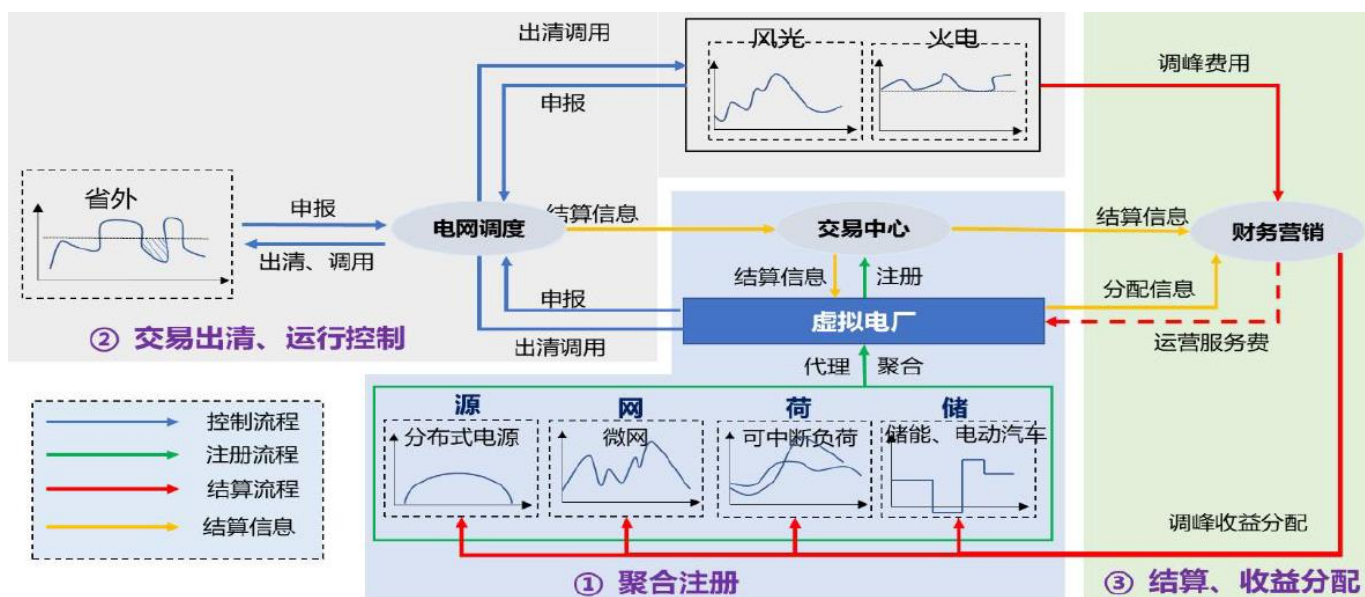 出清调用
风光
火电
调峰费用
申报
省外
申报
电网调度
结算信息
交易中心
结算信息
财务营销
出清、调用
结算信息
注册
分配信息
申报
虚拟电厂
② 交易出清、运行控制
出清调用
运营服务费
代理
聚合
源
网
荷
储
控制流程
分布式电源
微网
可中断负荷
储能、电动汽车
注册流程
结算流程
结算信息
调峰收益分配
① 聚合注册
③ 结算、收益分配